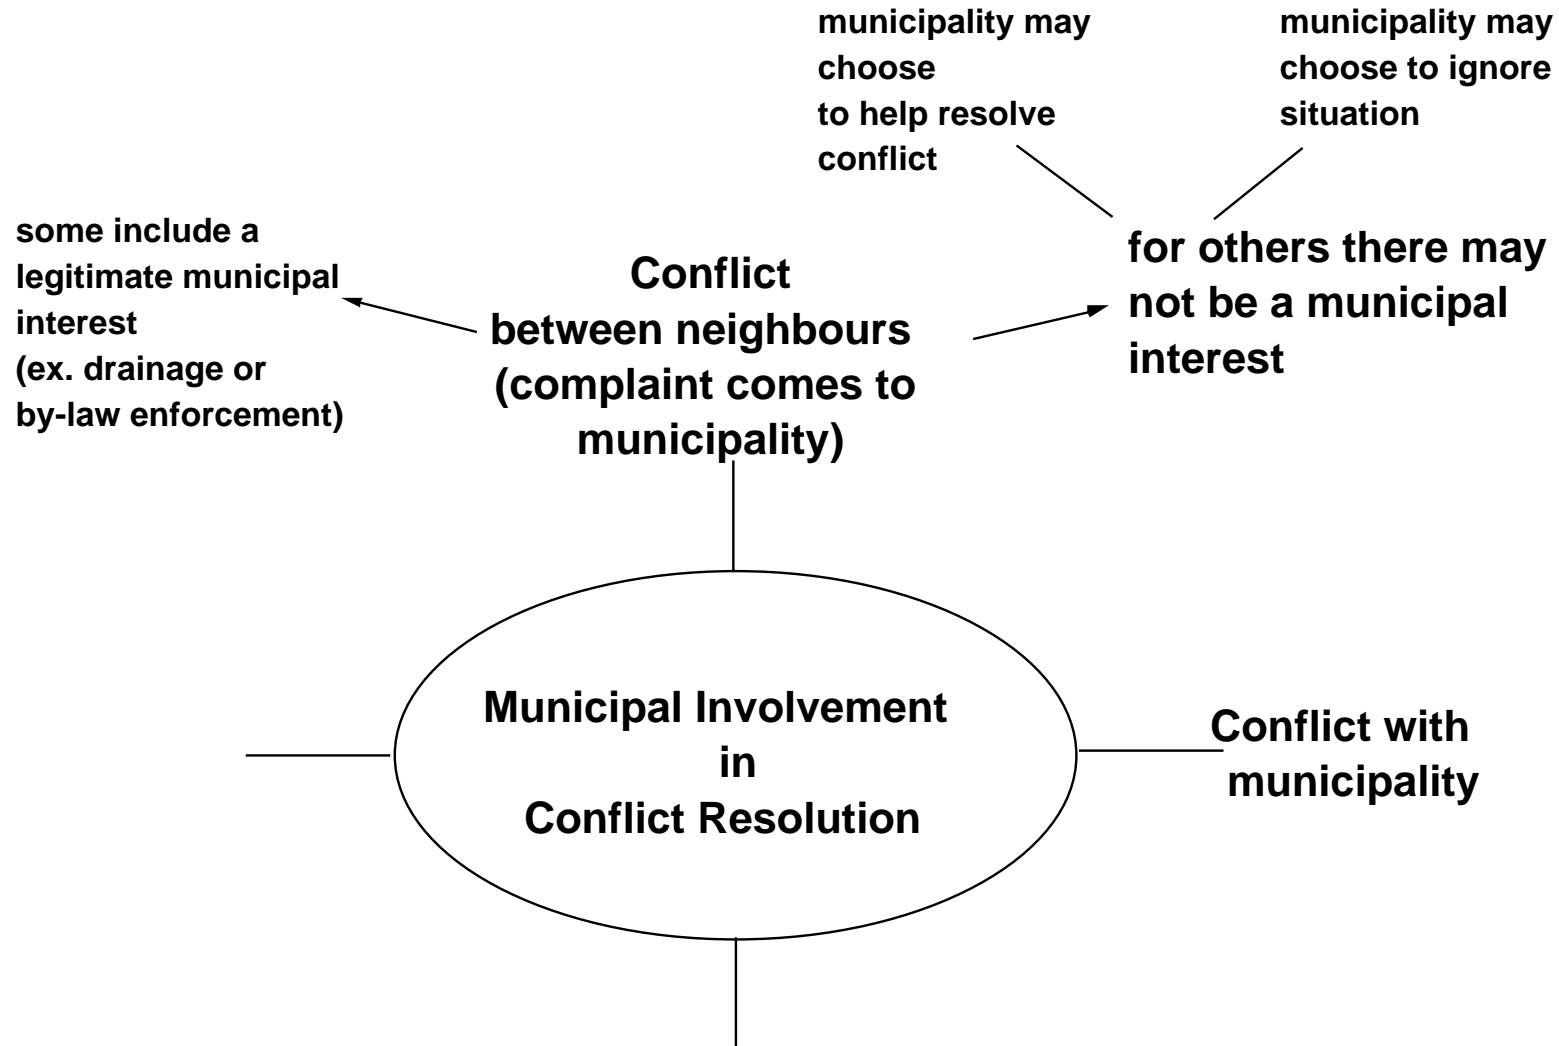 municipality may
choose
to help resolve
conflict
municipality may
choose to ignore
situation
some include a
legitimate municipal
interest
(ex. drainage or
by-law enforcement)
Conflict
between neighbours
(complaint comes to
municipality)
for others there may
not be a municipal
interest
Municipal Involvement
in
Conflict Resolution
Conflict with
municipality